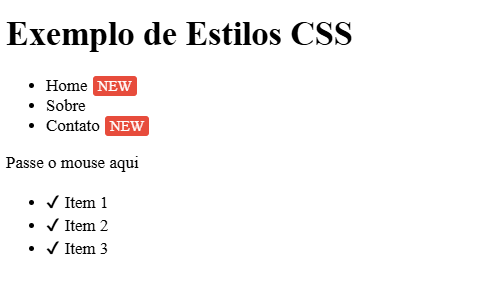 Exemplo de Estilos CSS
• Home NEW
• Sobre
• Contato NEW
Passe o mouse aqui
• ✓ Item 1
• ✓ Item 2
• ✓ Item 3